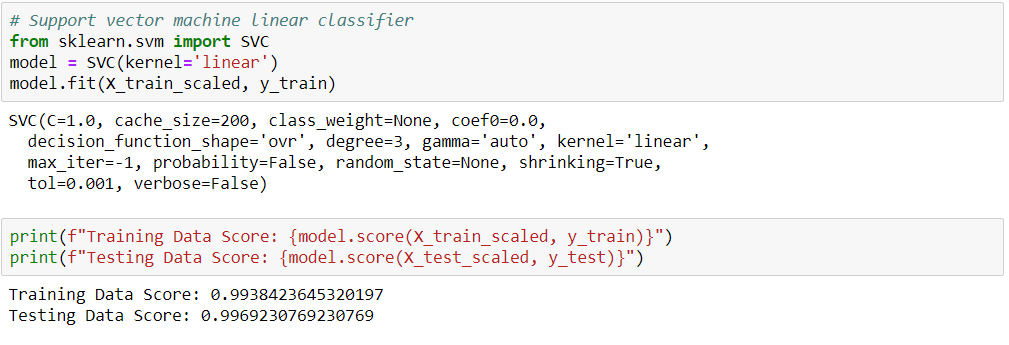 # Support vector machine linear classifier
from sklearn.svm import SVC
model = SVC(kernel='linear')
model.fit(X_train_scaled, y_train)
SVC(C=1.0, cache_size=200, class_weight=None, coef0=0.0,
  decision_function_shape='ovr', degree=3, gamma='auto', kernel='linear',
  max_iter=-1, probability=False, random_state=None, shrinking=True,
  tol=0.001, verbose=False)
print(f"Training Data Score: {model.score(X_train_scaled, y_train)}")
print(f"Testing Data Score: {model.score(X_test_scaled, y_test)}")
Training Data Score: 0.9938423645320197
Testing Data Score: 0.9969230769230769